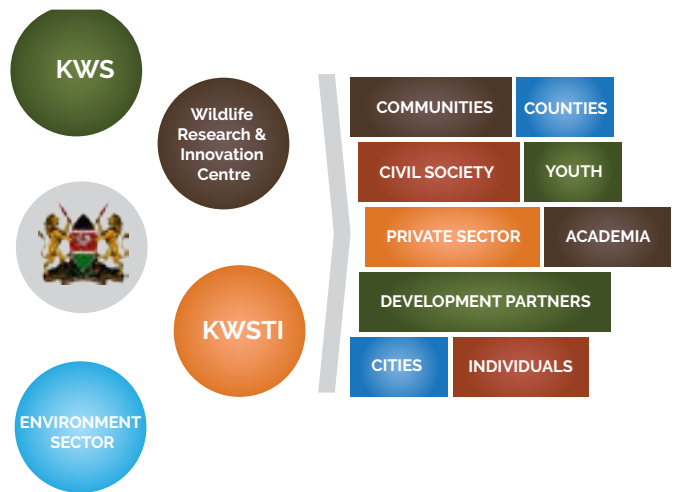 KWS
Wildlife
Research &
Innovation
Centre
KWSTI
ENVIRONMENT
SECTOR
COMMUNITIES
COUNTIES
CIVIL SOCIETY
YOUTH
PRIVATE SECTOR
ACADEMIA
DEVELOPMENT PARTNERS
CITIES
INDIVIDUALS